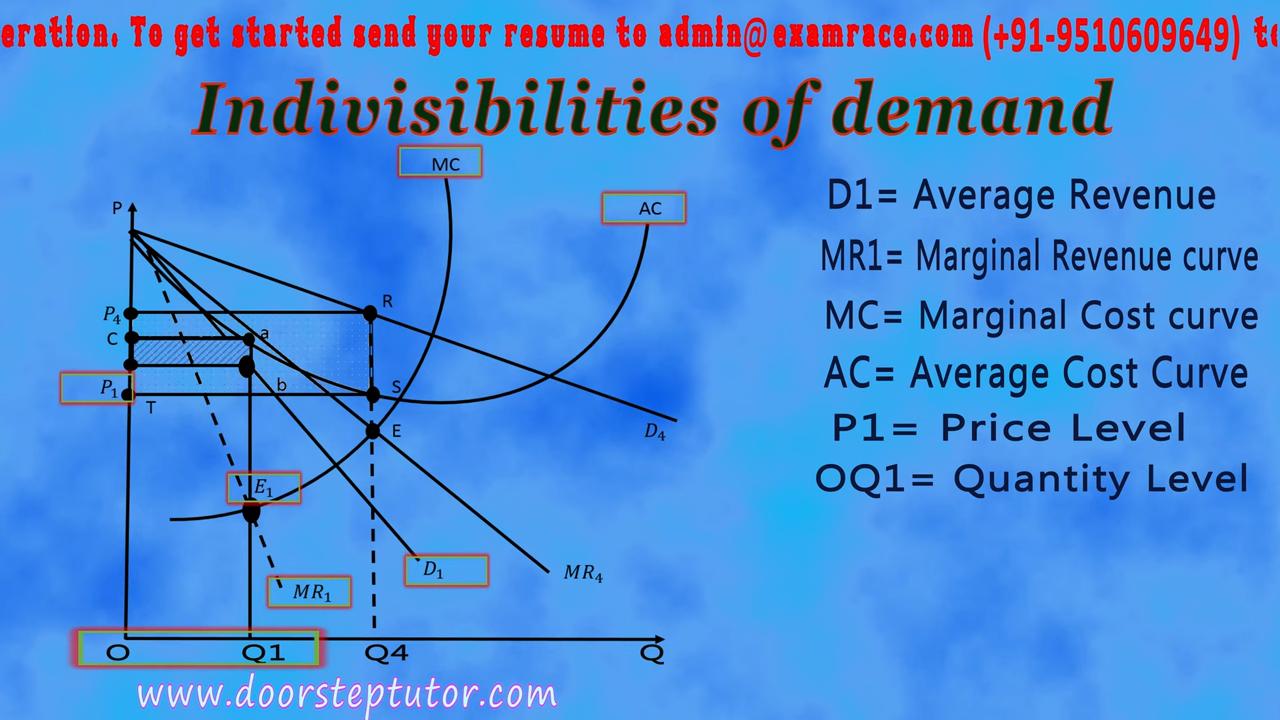 eration. To get started send your resume to admin@examrace.com (+91-9510609649) to
Indivisibilities of demand
MC
AC
P
P₄
R
C
a
P₁
b
S
T
E
D₄
E₁
D₁
MR₄
MR₁
O Q1 Q4 Q
D1= Average Revenue
MR1= Marginal Revenue curve
MC= Marginal Cost curve
AC= Average Cost Curve
P1= Price Level
OQ1= Quantity Level
www.doorsteptutor.com